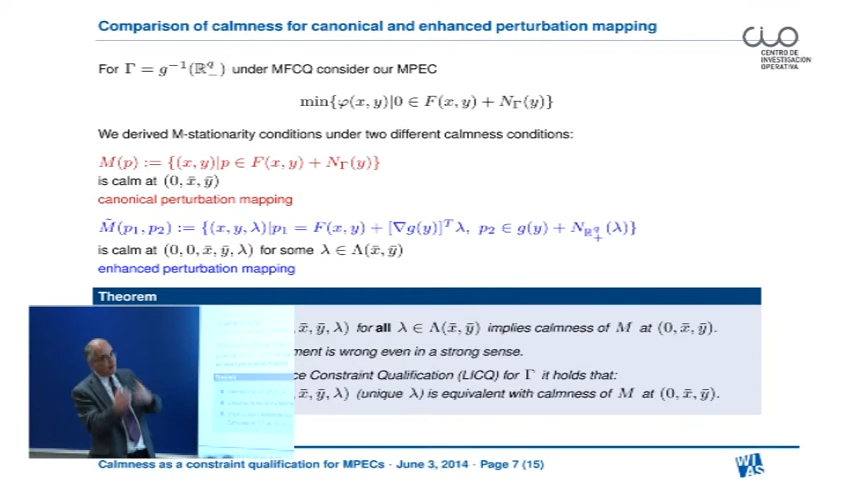 Comparison of calmness for canonical and enhanced perturbation mapping
CIO
CENTRO DE
INVESTIGACION
OPERATIVA
For Γ = g⁻¹(ℝ₋^q) under MFCQ consider our MPEC
min{φ(x, y)|0 ∈ F(x, y) + N_Γ(y)}
We derived M-stationarity conditions under two different calmness conditions:
M(p) := {(x, y)|p ∈ F(x, y) + N_Γ(y)}
is calm at (0, x̄, ȳ)
canonical perturbation mapping
M̃(p₁, p₂) := {(x, y, λ)|p₁ = F(x, y) + [∇g(y)]ᵀλ, p₂ ∈ g(y) + N_{ℝ₊^q}(λ)}
is calm at (0, 0, x̄, ȳ, λ) for some λ ∈ Λ(x̄, ȳ)
enhanced perturbation mapping
Theorem
x̄, ȳ, λ) for all λ ∈ Λ(x̄, ȳ) implies calmness of M at (0, x̄, ȳ).
ment is wrong even in a strong sense.
ce Constraint Qualification (LICQ) for Γ it holds that:
x̄, ȳ, λ) (unique λ) is equivalent with calmness of M at (0, x̄, ȳ).
Calmness as a constraint qualification for MPECs · June 3, 2014 · Page 7 (15)
WIAS